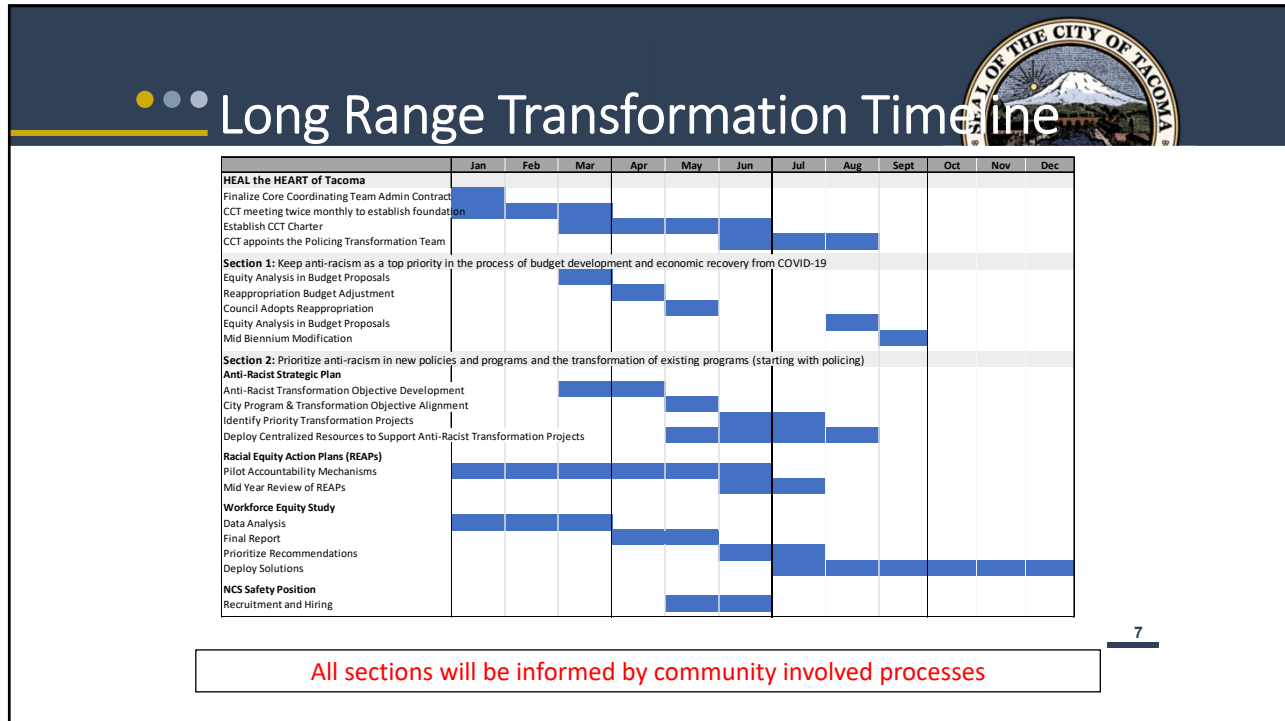 SEAL OF THE CITY OF TACOMA
Long Range Transformation Timeline
Jan Feb Mar Apr May Jun Jul Aug Sept Oct Nov Dec
HEAL the HEART of Tacoma
Finalize Core Coordinating Team Admin Contract
CCT meeting twice monthly to establish foundation
Establish CCT Charter
CCT appoints the Policing Transformation Team
Section 1: Keep anti-racism as a top priority in the process of budget development and economic recovery from COVID-19
Equity Analysis in Budget Proposals
Reappropriation Budget Adjustment
Council Adopts Reappropriation
Equity Analysis in Budget Proposals
Mid Biennium Modification
Section 2: Prioritize anti-racism in new policies and programs and the transformation of existing programs (starting with policing)
Anti-Racist Strategic Plan
Anti-Racist Transformation Objective Development
City Program & Transformation Objective Alignment
Identify Priority Transformation Projects
Deploy Centralized Resources to Support Anti-Racist Transformation Projects
Racial Equity Action Plans (REAPs)
Pilot Accountability Mechanisms
Mid Year Review of REAPs
Workforce Equity Study
Data Analysis
Final Report
Prioritize Recommendations
Deploy Solutions
NCS Safety Position
Recruitment and Hiring
7
All sections will be informed by community involved processes